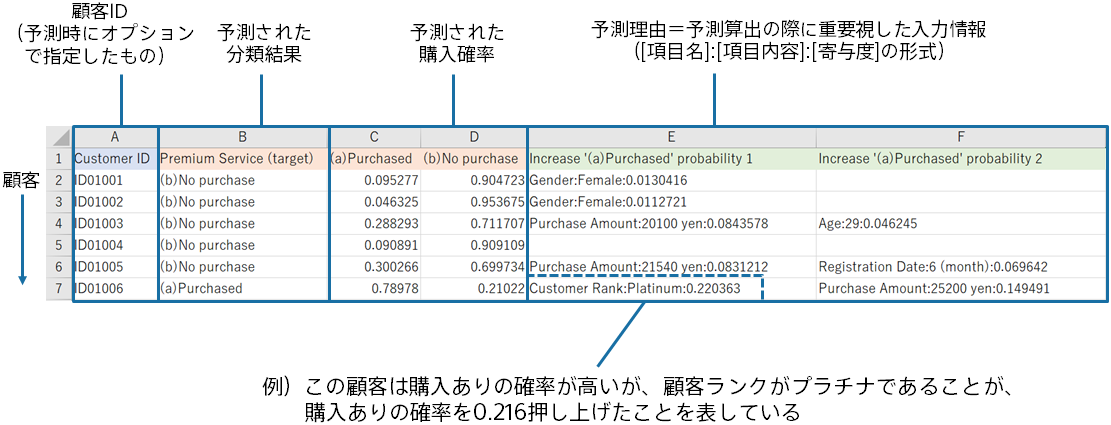 顧客ID
（予測時にオプション
で指定したもの）
予測された
分類結果
予測された
購入確率
予測理由＝予測算出の際に重要視した入力情報
（[項目名]:[項目内容]:[寄与度]の形式）
A B C D E F
1 Customer ID Premium Service (target) (a)Purchased (b)No purchase Increase '(a)Purchased' probability 1 Increase '(a)Purchased' probability 2
顧客
2 ID01001 (b)No purchase 0.095277 0.904723 Gender:Female:0.0130416
3 ID01002 (b)No purchase 0.046325 0.953675 Gender:Female:0.0112721
4 ID01003 (b)No purchase 0.288293 0.711707 Purchase Amount:20100 yen:0.0843578 Age:29:0.046245
5 ID01004 (b)No purchase 0.090891 0.909109
6 ID01005 (b)No purchase 0.300266 0.699734 Purchase Amount:21540 yen:0.0831212 Registration Date:6 (month):0.069642
7 ID01006 (a)Purchased 0.78978 0.21022 Customer Rank:Platinum:0.220363 Purchase Amount:25200 yen:0.149491
例）この顧客は購入ありの確率が高いが、顧客ランクがプラチナであることが、
購入ありの確率を0.216押し上げたことを表している